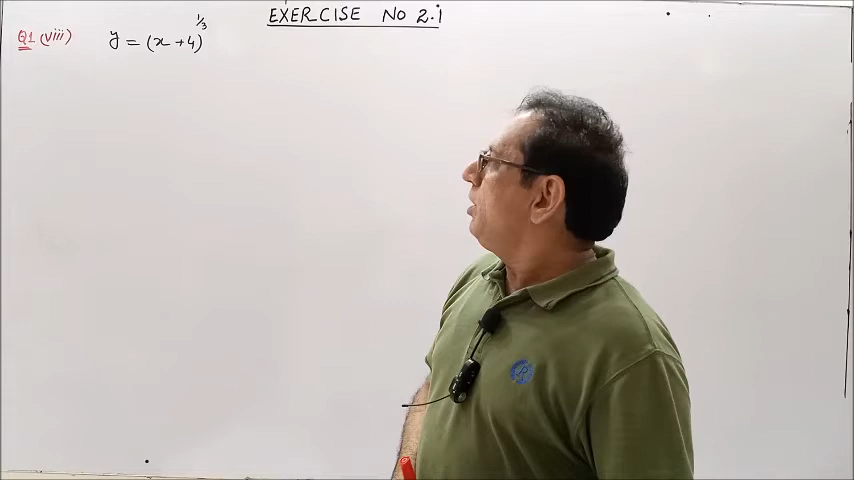 EXERCISE NO 2.1
Q1 (viii) y = (x + 4)^1/3